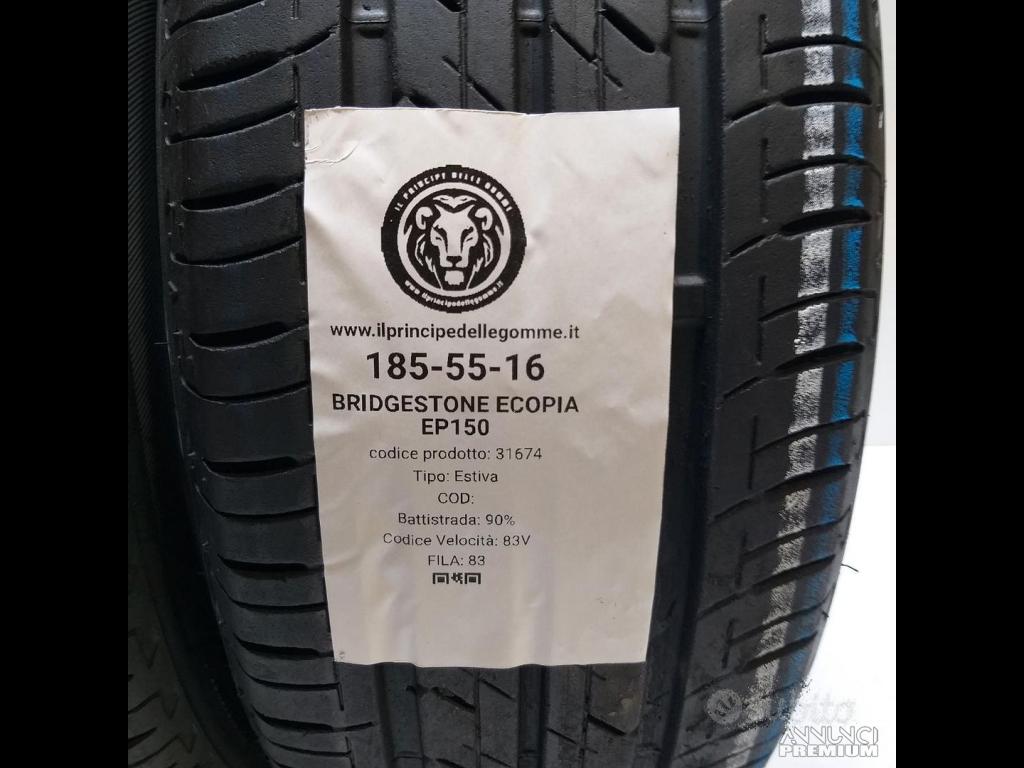 IL PRINCIPE DELLE GOMME
www.ilprincipedellegomme.it
www.ilprincipedellegomme.it
185-55-16
BRIDGESTONE ECOPIA
EP150
codice prodotto: 31674
Tipo: Estiva
COD:
Battistrada: 90%
Codice Velocità: 83V
FILA: 83
subito
ANNUNCI
PREMIUM